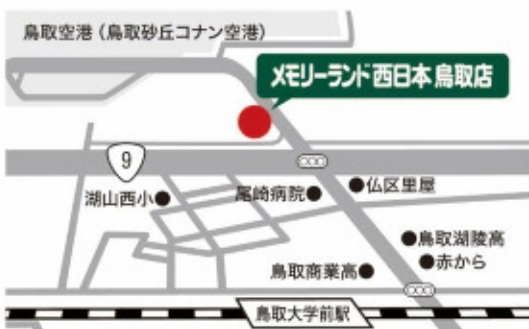 鳥取空港（鳥取砂丘コナン空港）
メモリーランド西日本 鳥取店
9
湖山西小
尾崎病院
仏区里屋
鳥取湖陵高
赤から
鳥取商業高
鳥取大学前駅